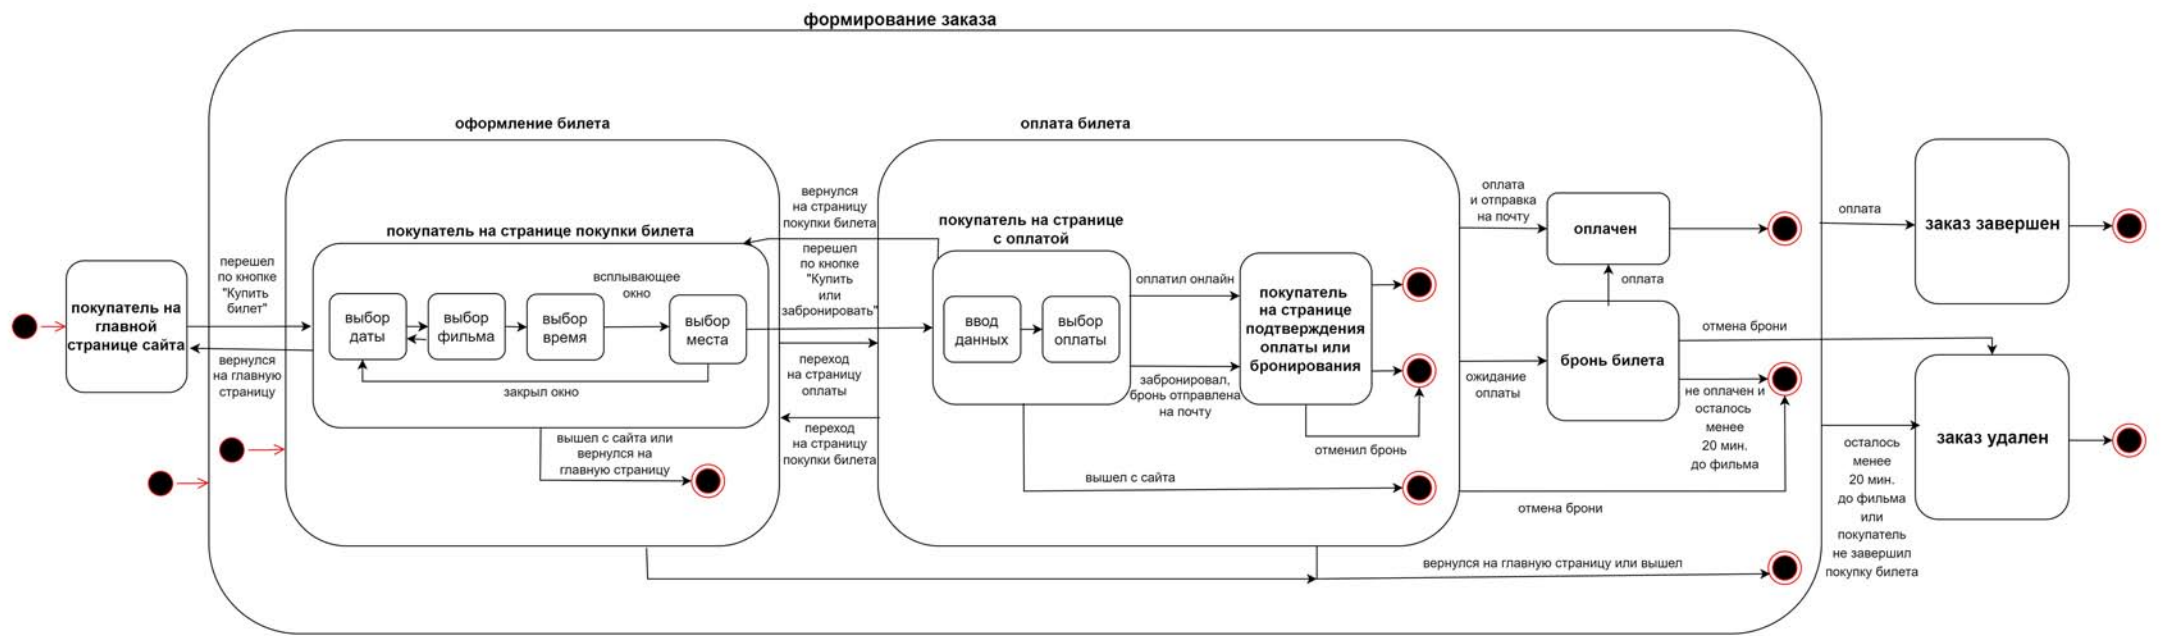 формирование заказа
оформление билета
оплата билета
покупатель на
главной
странице сайта
перешел
по кнопке
"Купить
билет"
вернулся
на главную
страницу
покупатель на странице покупки билета
выбор
даты
выбор
фильма
выбор
время
всплывающее
окно
выбор
места
закрыл окно
вышел с сайта или
вернулся на
главную страницу
вернулся
на страницу
покупки билета
перешел
по кнопке
"Купить
или
забронировать"
переход
на страницу
оплаты
переход
на страницу
покупки билета
покупатель на странице
с оплатой
ввод
данных
выбор
оплаты
оплатил онлайн
забронировал,
бронь отправлена
на почту
покупатель
на странице
подтверждения
оплаты или
бронирования
отменил бронь
вышел с сайта
оплата
и отправка
на почту
оплачен
оплата
ожидание
оплаты
бронь билета
отмена брони
не оплачен и
осталось
менее
20 мин.
до фильма
отмена брони
вернулся на главную страницу или вышел
оплата
заказ завершен
осталось
менее
20 мин.
до фильма
или
покупатель
не завершил
покупку билета
заказ удален